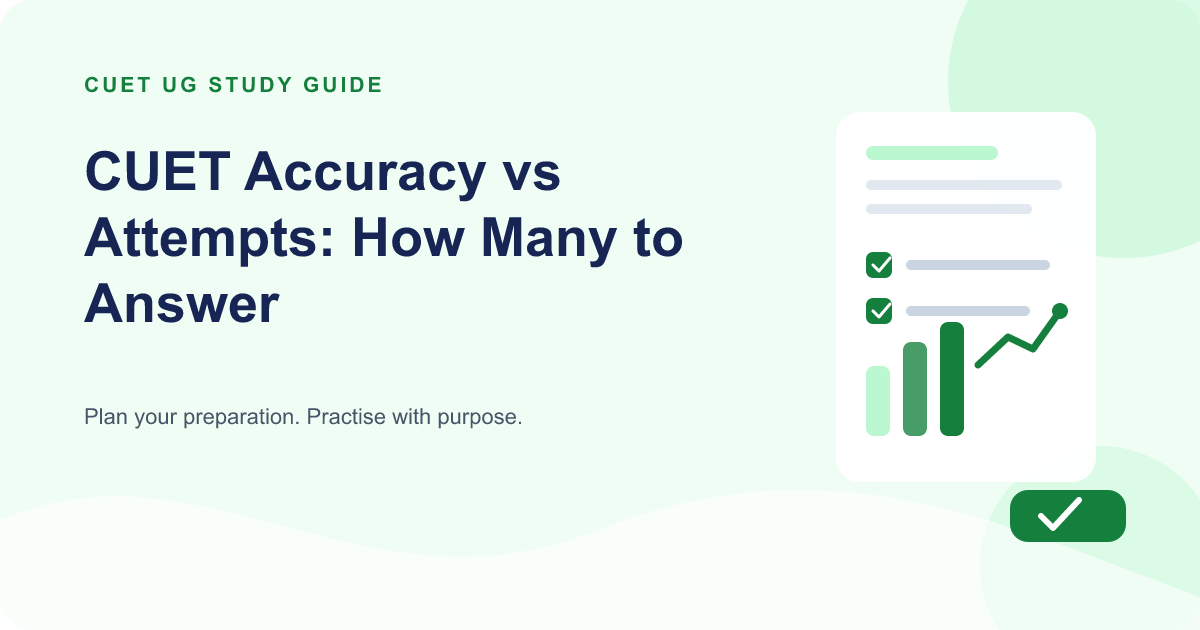 CUET UG STUDY GUIDE
CUET Accuracy vs
Attempts: How Many to
Answer
Plan your preparation. Practise with purpose.